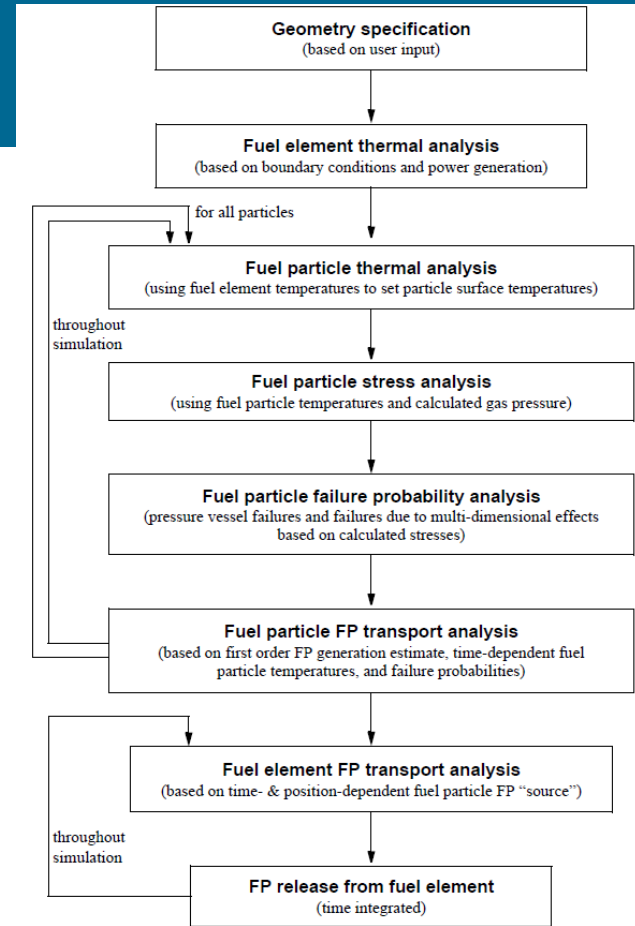 Geometry specification
(based on user input)
Fuel element thermal analysis
(based on boundary conditions and power generation)
for all particles
Fuel particle thermal analysis
(using fuel element temperatures to set particle surface temperatures)
throughout
simulation
Fuel particle stress analysis
(using fuel particle temperatures and calculated gas pressure)
Fuel particle failure probability analysis
(pressure vessel failures and failures due to multi-dimensional effects
based on calculated stresses)
Fuel particle FP transport analysis
(based on first order FP generation estimate, time-dependent fuel
particle temperatures, and failure probabilities)
Fuel element FP transport analysis
(based on time- & position-dependent fuel particle FP “source”)
throughout
simulation
FP release from fuel element
(time integrated)